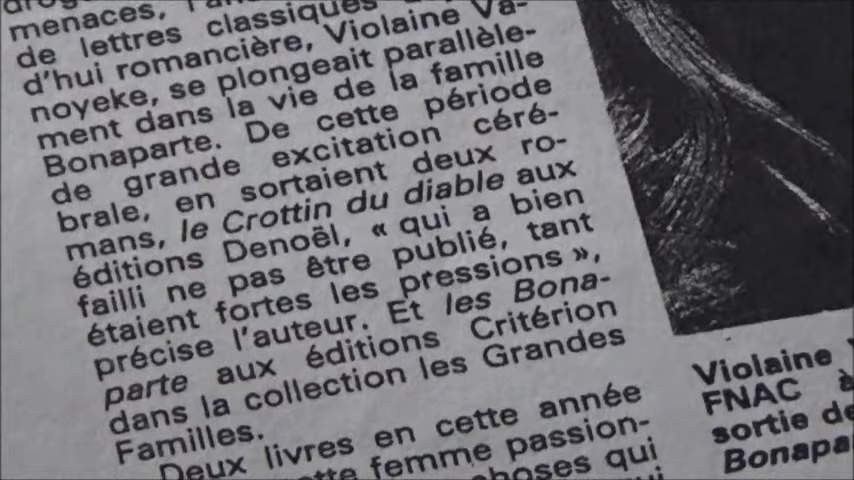 menaces,
de lettres classiques
d'hui romancière, Violaine Va-
noyeke, se plongeait parallèle-
ment dans la vie de la famille
Bonaparte. De cette période
de grande excitation céré-
brale, en sortaient deux ro-
mans, le Crottin du diable aux
éditions Denoël, « qui a bien
failli ne pas être publié, tant
étaient fortes les pressions »,
précise l'auteur. Et les Bona-
parte aux éditions Critérion
dans la collection les Grandes
Familles.
Deux livres en cette année
femme passion-
choses qui
Violaine
FNAC à
sortie de
Bonapa